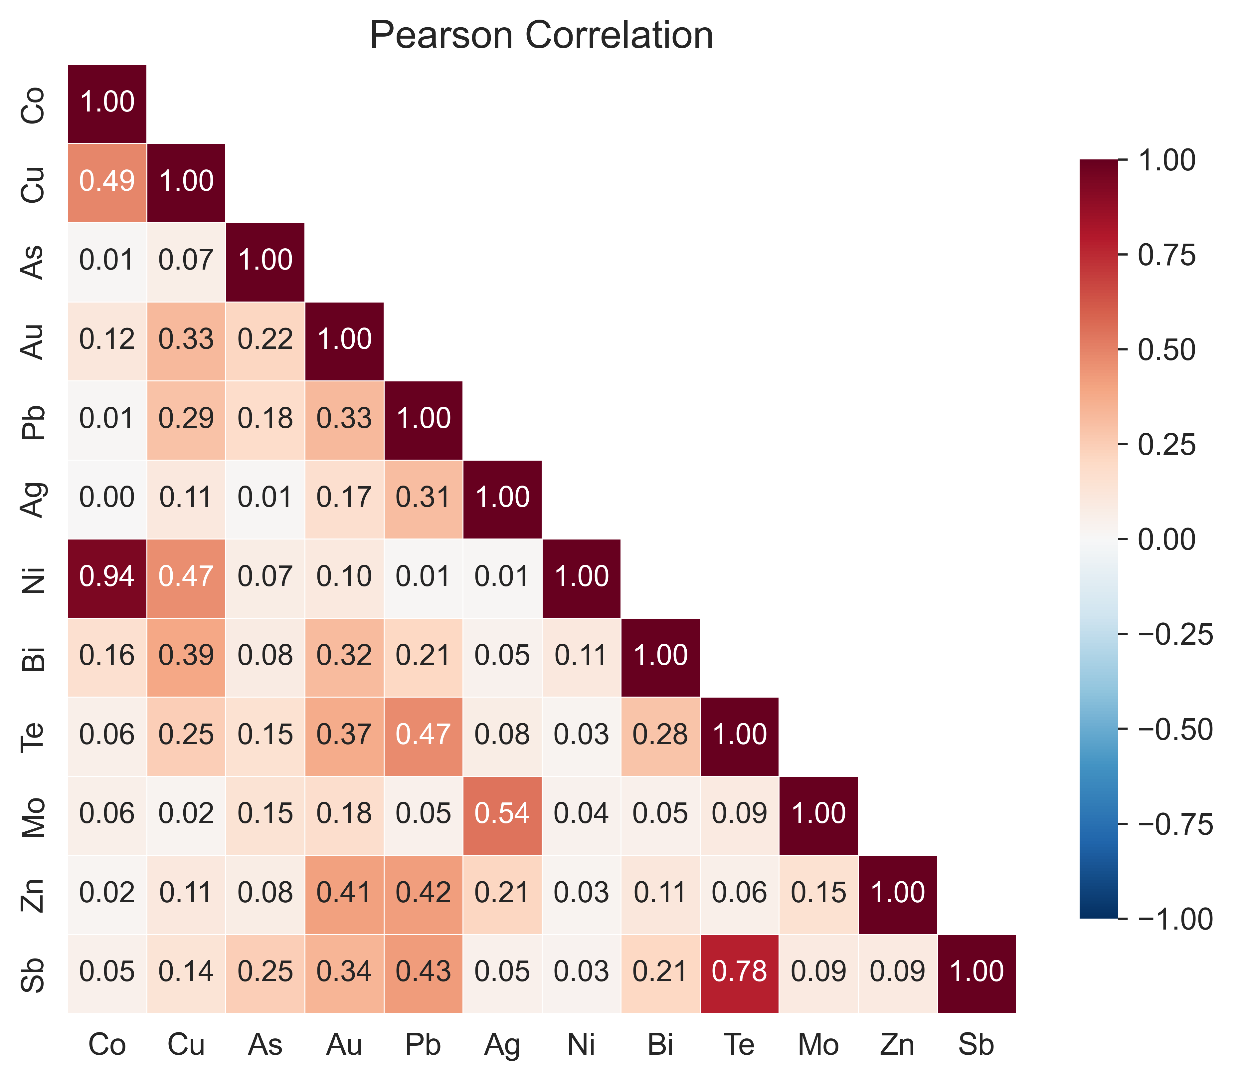 Pearson Correlation
Co 1.00
Cu 0.49 1.00
As 0.01 0.07 1.00
Au 0.12 0.33 0.22 1.00
Pb 0.01 0.29 0.18 0.33 1.00
Ag 0.00 0.11 0.01 0.17 0.31 1.00
Ni 0.94 0.47 0.07 0.10 0.01 0.01 1.00
Bi 0.16 0.39 0.08 0.32 0.21 0.05 0.11 1.00
Te 0.06 0.25 0.15 0.37 0.47 0.08 0.03 0.28 1.00
Mo 0.06 0.02 0.15 0.18 0.05 0.54 0.04 0.05 0.09 1.00
Zn 0.02 0.11 0.08 0.41 0.42 0.21 0.03 0.11 0.06 0.15 1.00
Sb 0.05 0.14 0.25 0.34 0.43 0.05 0.03 0.21 0.78 0.09 0.09 1.00
Co Cu As Au Pb Ag Ni Bi Te Mo Zn Sb
1.00
0.75
0.50
0.25
0.00
−0.25
−0.50
−0.75
−1.00